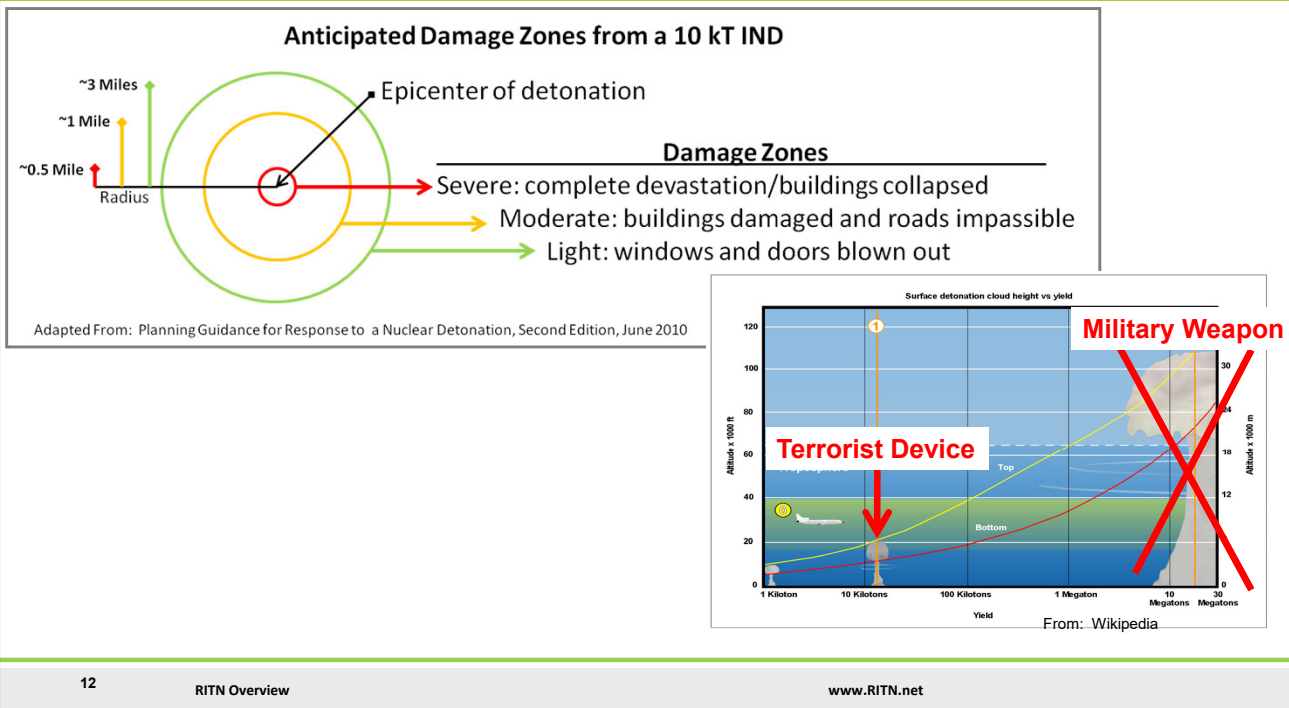 Anticipated Damage Zones from a 10 kT IND
~3 Miles
~1 Mile
~0.5 Mile
Radius
Epicenter of detonation
Damage Zones
Severe: complete devastation/buildings collapsed
Moderate: buildings damaged and roads impassible
Light: windows and doors blown out
Adapted From: Planning Guidance for Response to a Nuclear Detonation, Second Edition, June 2010
Surface detonation cloud height vs yield
Military Weapon
Terrorist Device
120
100
80
60
40
20
0
Altitude x 1000 ft
1
0
Top
Bottom
30
24
18
12
0
Altitude x 1000 m
1 Kiloton
10 Kilotons
100 Kilotons
1 Megaton
10
Megatons
30
Megatons
Yield
From: Wikipedia
12
RITN Overview
www.RITN.net